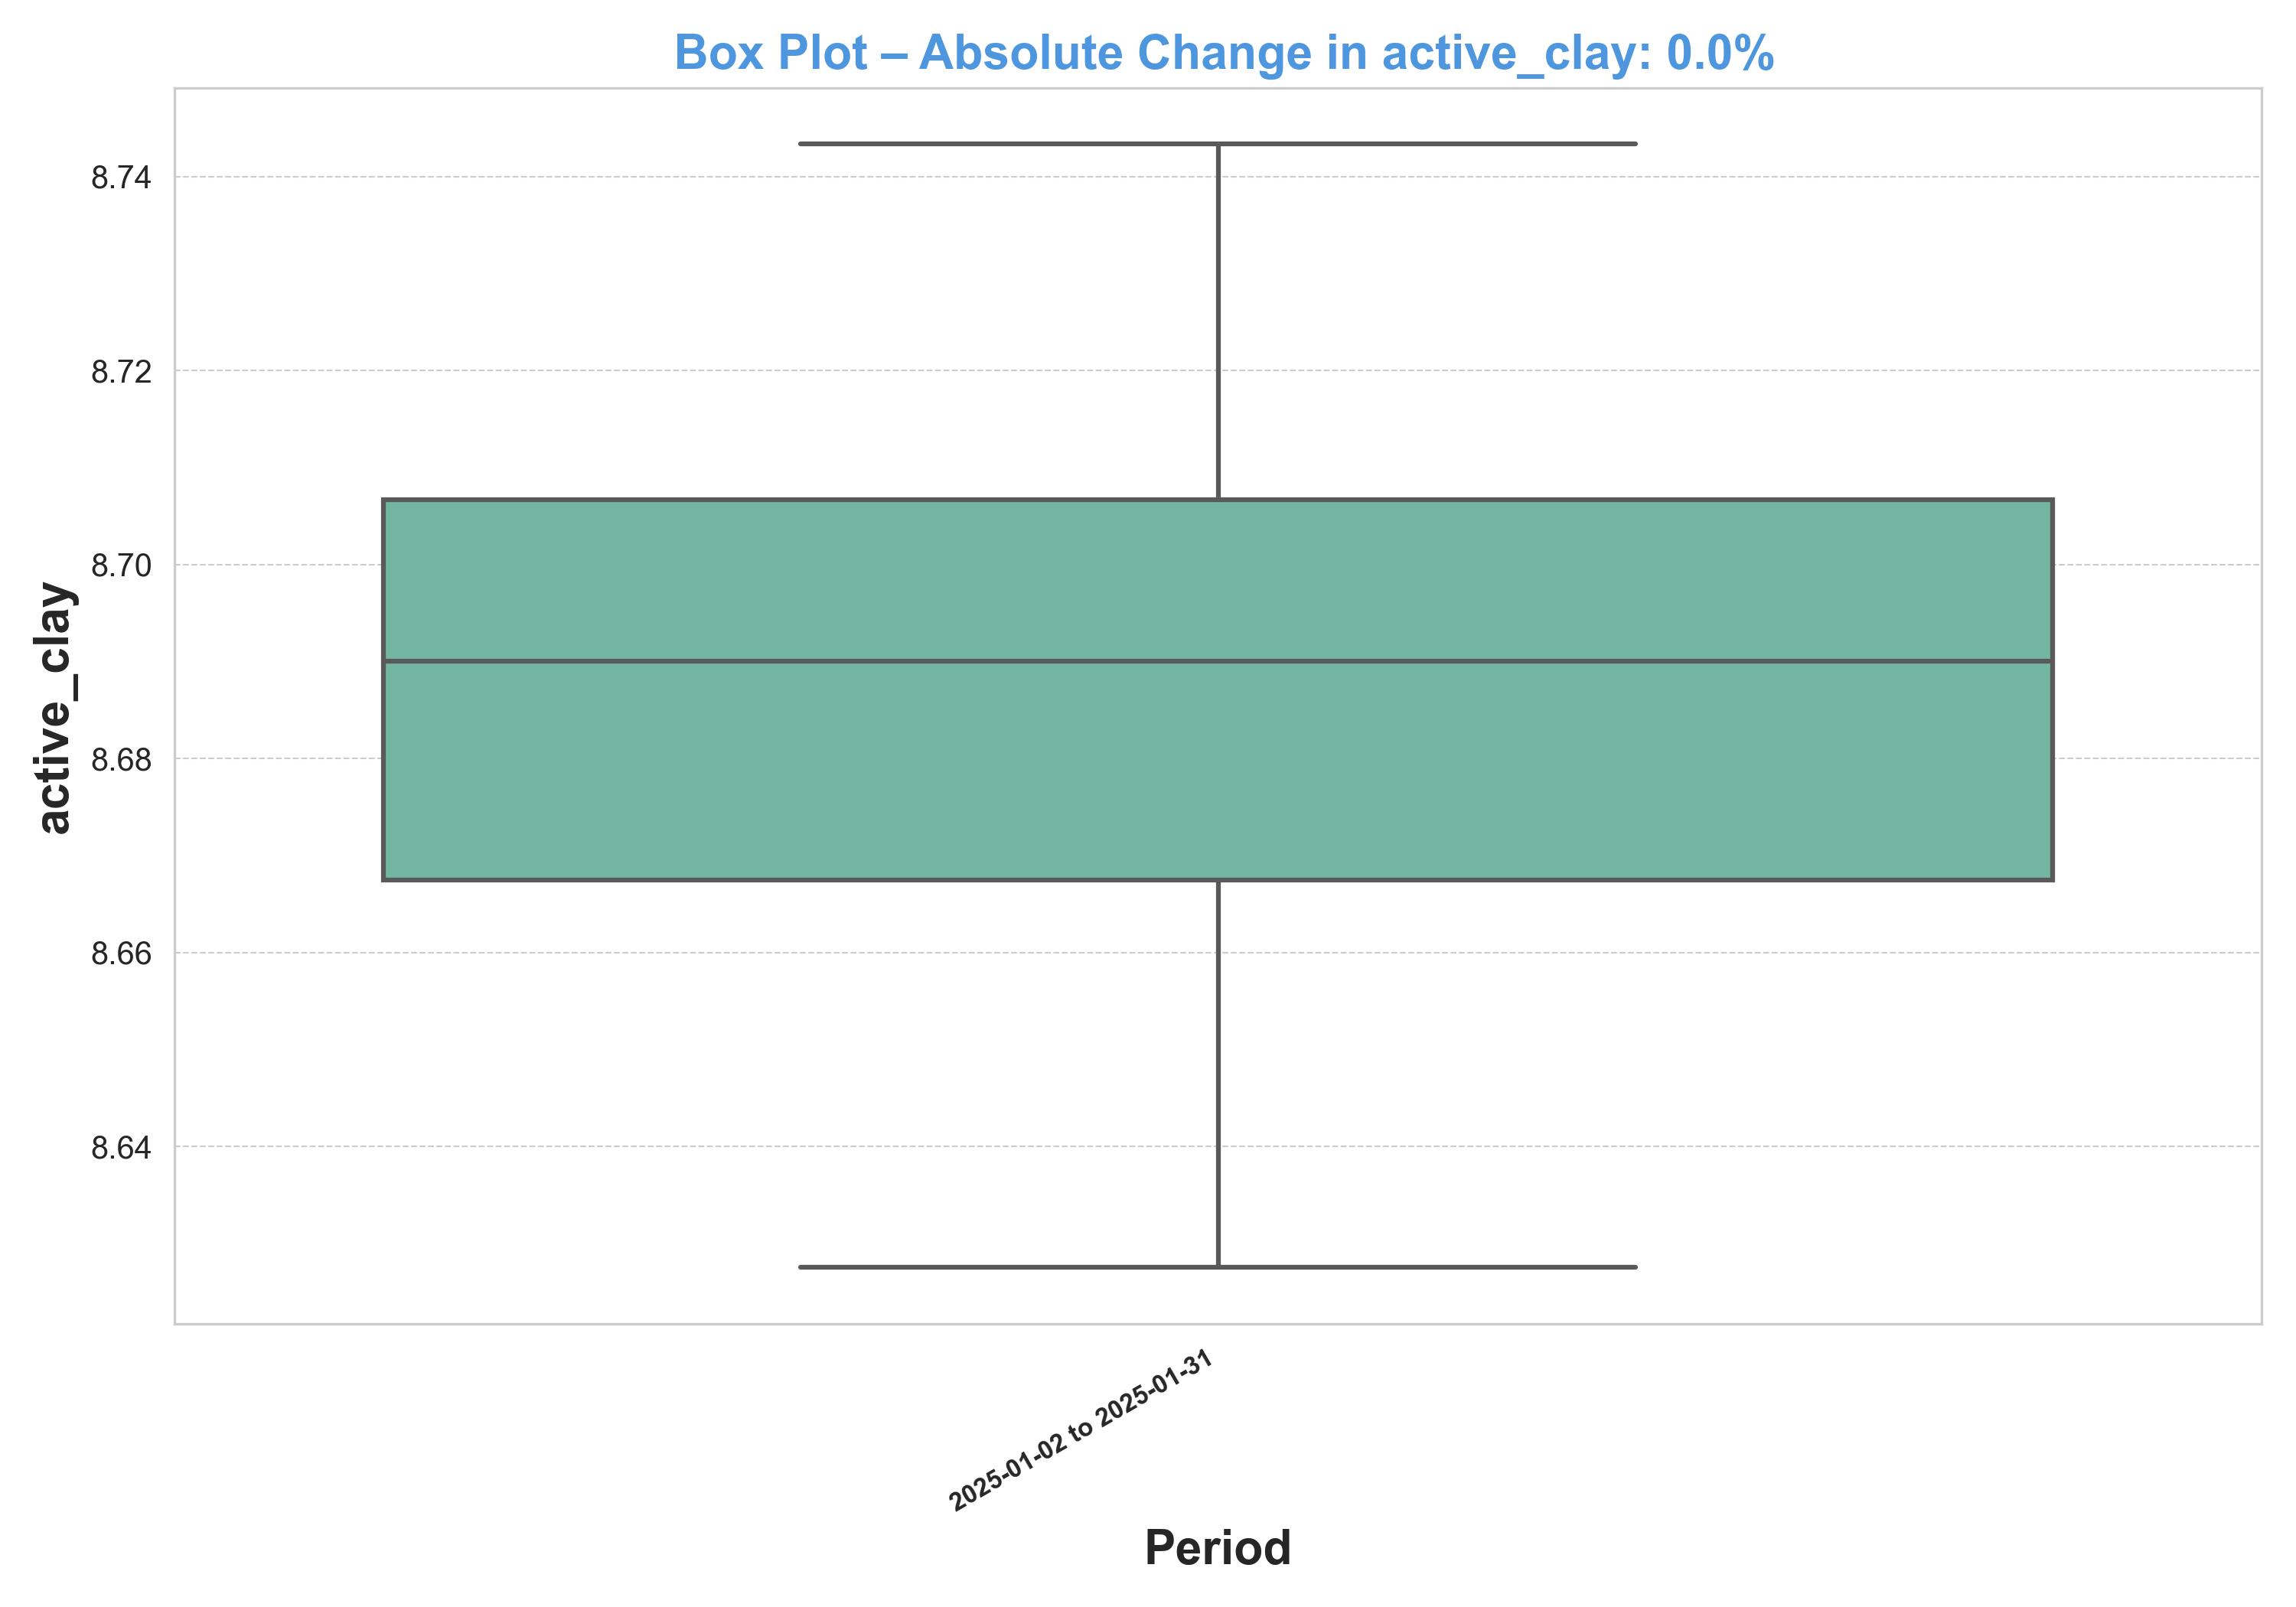 Box Plot – Absolute Change in active_clay: 0.0%
active_clay
8.74
8.72
8.70
8.68
8.66
8.64
2025-01-02 to 2025-01-31
Period